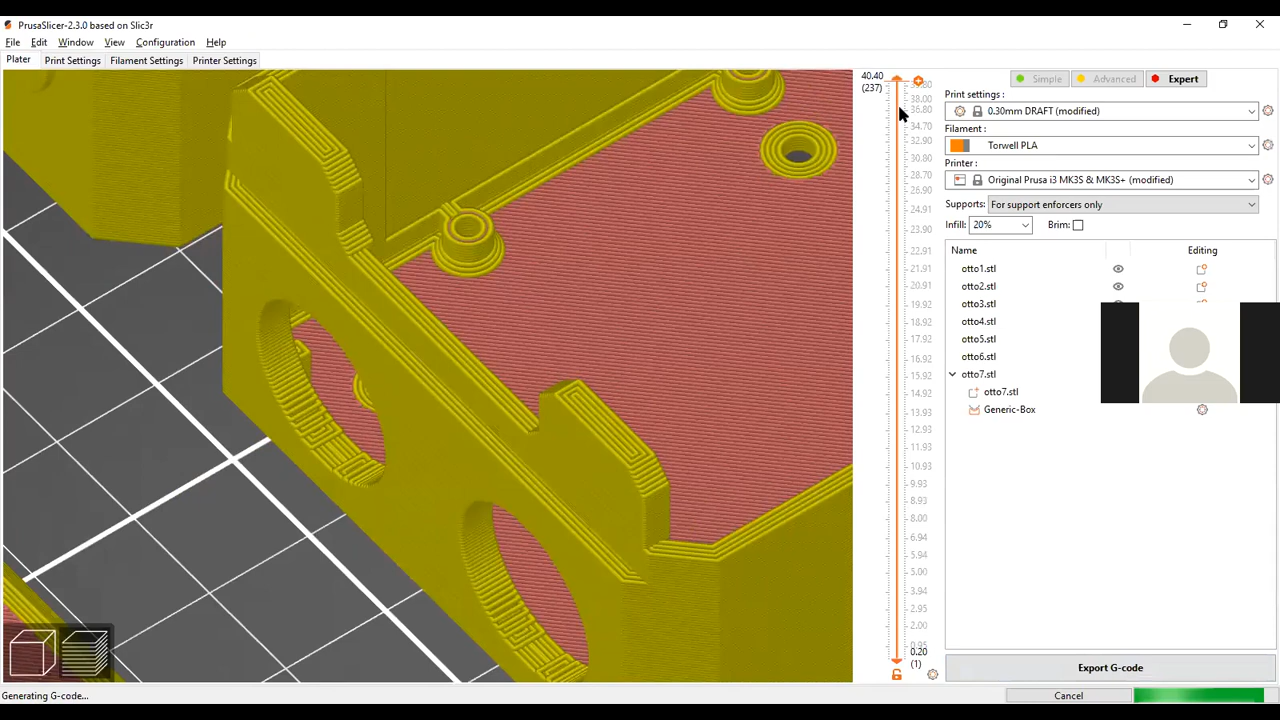 PrusaSlicer-2.3.0 based on Slic3r
File Edit Window View Configuration Help
Plater Print Settings Filament Settings Printer Settings
40.40
(237)
38.00
36.80
34.70
32.90
30.80
28.70
26.90
24.91
23.90
22.91
21.91
20.91
19.92
18.92
17.92
16.92
15.92
14.92
13.93
12.93
11.93
10.93
9.93
8.93
8.00
6.94
5.94
4.94
3.94
2.95
2.00
0.20
(1)
Simple Advanced Expert
Print settings :
0.30mm DRAFT (modified)
Filament :
Torwell PLA
Printer :
Original Prusa i3 MK3S & MK3S+ (modified)
Supports: For support enforcers only
Infill: 20% Brim:
Name Editing
otto1.stl
otto2.stl
otto3.stl
otto4.stl
otto5.stl
otto6.stl
otto7.stl
otto7.stl
Generic-Box
Export G-code
Generating G-code...
Cancel